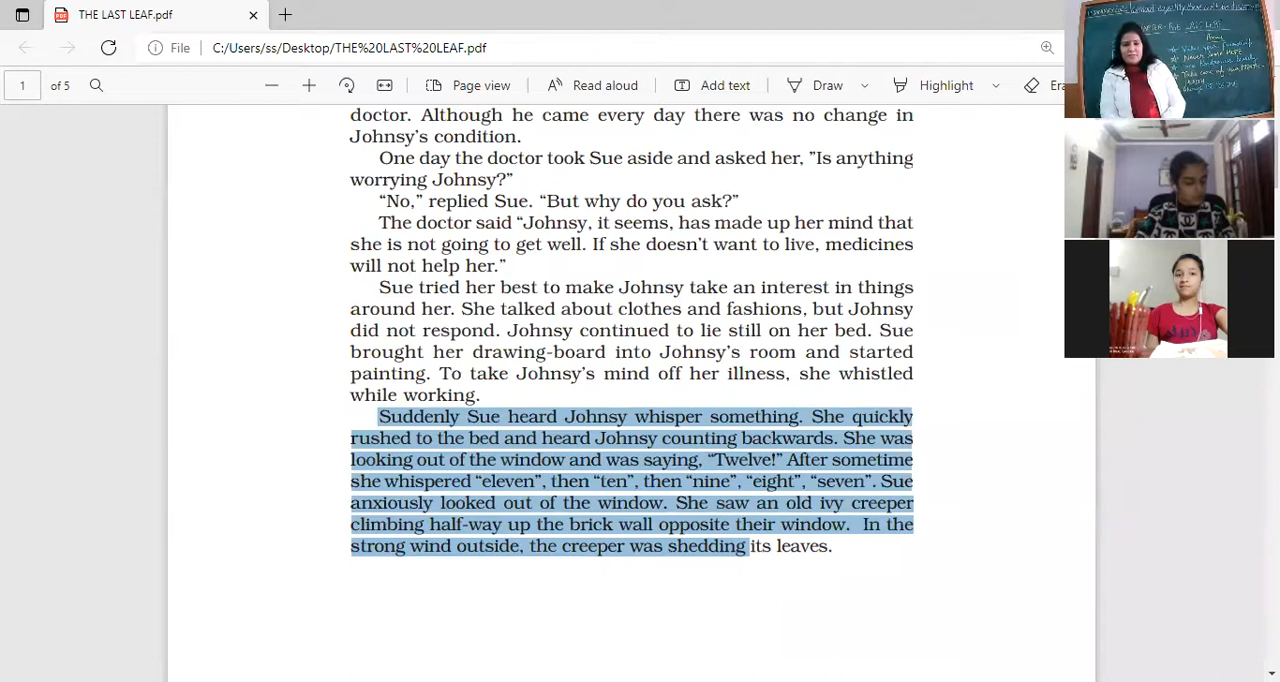 THE LAST LEAF.pdf
File C:/Users/ss/Desktop/THE%20LAST%20LEAF.pdf
1 of 5 Page view Read aloud Add text Draw Highlight Era
doctor. Although he came every day there was no change in
Johnsy's condition.
One day the doctor took Sue aside and asked her, ”Is anything
worrying Johnsy?”
“No,” replied Sue. “But why do you ask?”
The doctor said “Johnsy, it seems, has made up her mind that
she is not going to get well. If she doesn't want to live, medicines
will not help her.”
Sue tried her best to make Johnsy take an interest in things
around her. She talked about clothes and fashions, but Johnsy
did not respond. Johnsy continued to lie still on her bed. Sue
brought her drawing-board into Johnsy's room and started
painting. To take Johnsy's mind off her illness, she whistled
while working.
Suddenly Sue heard Johnsy whisper something. She quickly
rushed to the bed and heard Johnsy counting backwards. She was
looking out of the window and was saying, “Twelve!” After sometime
she whispered “eleven”, then “ten”, then “nine”, “eight”, “seven”. Sue
anxiously looked out of the window. She saw an old ivy creeper
climbing half-way up the brick wall opposite their window. In the
strong wind outside, the creeper was shedding its leaves.